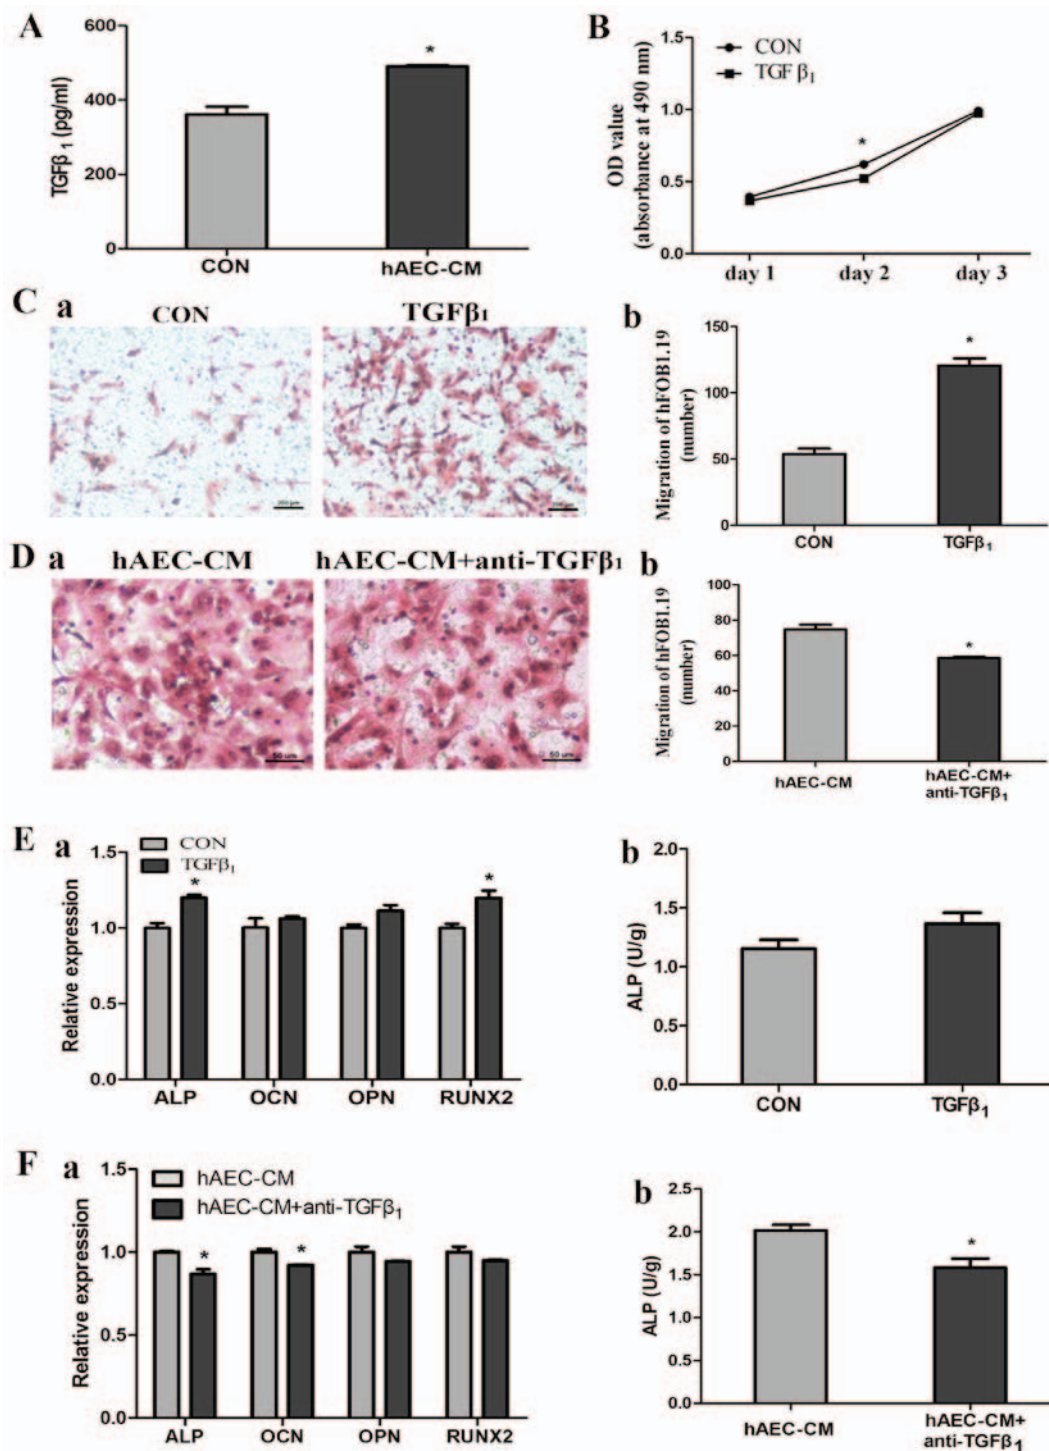 A
TGFβ1 (pg/ml)
600
400
200
0
CON
hAEC-CM
*
B
OD value
(absorbance at 490 nm)
1.5
1.0
0.5
0.0
CON
TGF β1
*
day 1
day 2
day 3
C a
CON
TGFβ1
b
Migration of hFOB1.19
(number)
150
100
50
0
*
CON
TGFβ1
D a
hAEC-CM
hAEC-CM+anti-TGFβ1
50 um
50 um
b
Migration of hFOB1.19
(number)
100
80
60
40
20
0
*
hAEC-CM
hAEC-CM+
anti-TGFβ1
E a
Relative expression
1.5
1.0
0.5
0.0
CON
TGFβ1
*
*
ALP
OCN
OPN
RUNX2
b
ALP (U/g)
2.0
1.5
1.0
0.5
0.0
CON
TGFβ1
F a
Relative expression
1.5
1.0
0.5
0.0
hAEC-CM
hAEC-CM+anti-TGFβ1
*
*
ALP
OCN
OPN
RUNX2
b
ALP (U/g)
2.5
2.0
1.5
1.0
0.5
0.0
*
hAEC-CM
hAEC-CM+
anti-TGFβ1